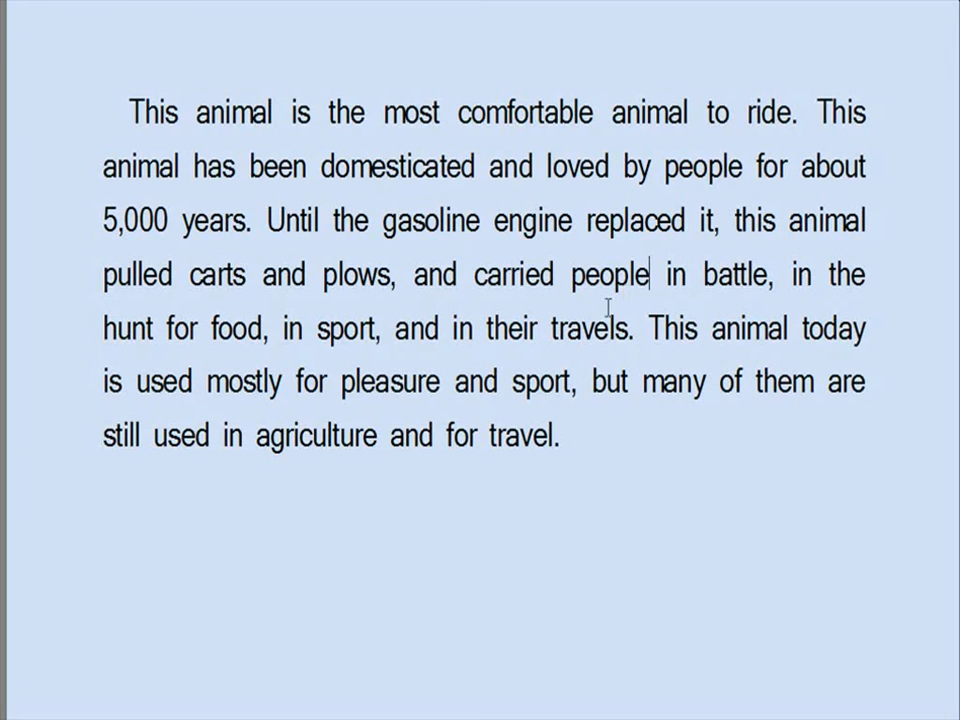 This animal is the most comfortable animal to ride. This
animal has been domesticated and loved by people for about
5,000 years. Until the gasoline engine replaced it, this animal
pulled carts and plows, and carried people in battle, in the
hunt for food, in sport, and in their travels. This animal today
is used mostly for pleasure and sport, but many of them are
still used in agriculture and for travel.